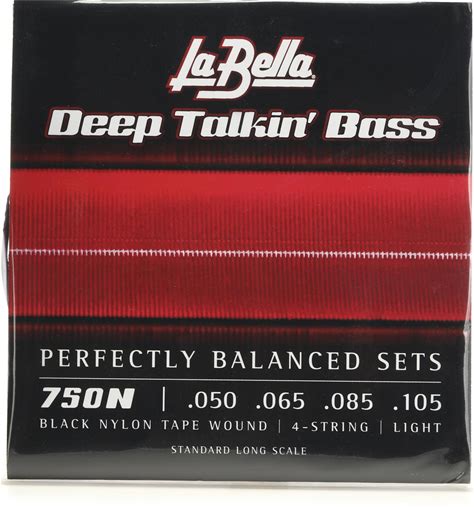 La Bella
Deep Talkin' Bass
PERFECTLY BALANCED SETS
750N | .050 .065 .085 .105
BLACK NYLON TAPE WOUND | 4-STRING | LIGHT
STANDARD LONG SCALE